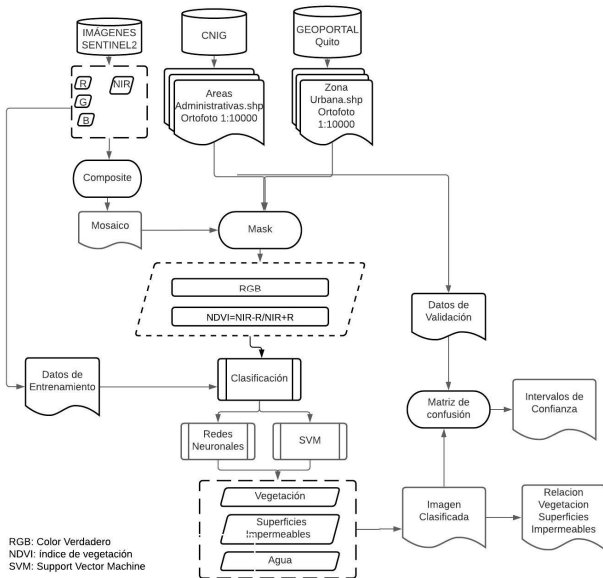 IMÁGENES
SENTINEL2
CNIG
GEOPORTAL
Quito
R
G
B
NIR
Areas
Administrativas.shp
Ortofoto 1:10000
Zona
Urbana.shp
Ortofoto
1:10000
Composite
Mosaico
Mask
RGB
NDVI=NIR-R/NIR+R
Datos de
Validación
Datos de
Entrenamiento
Clasificación
Matriz de
confusión
Intervalos de
Confianza
Redes
Neuronales
SVM
Vegetación
Superficies
Impermeables
Agua
Imagen
Clasificada
Relacion
Vegetacion
Superficies
Impermeables
RGB: Color Verdadero
NDVI: índice de vegetación
SVM: Support Vector Machine